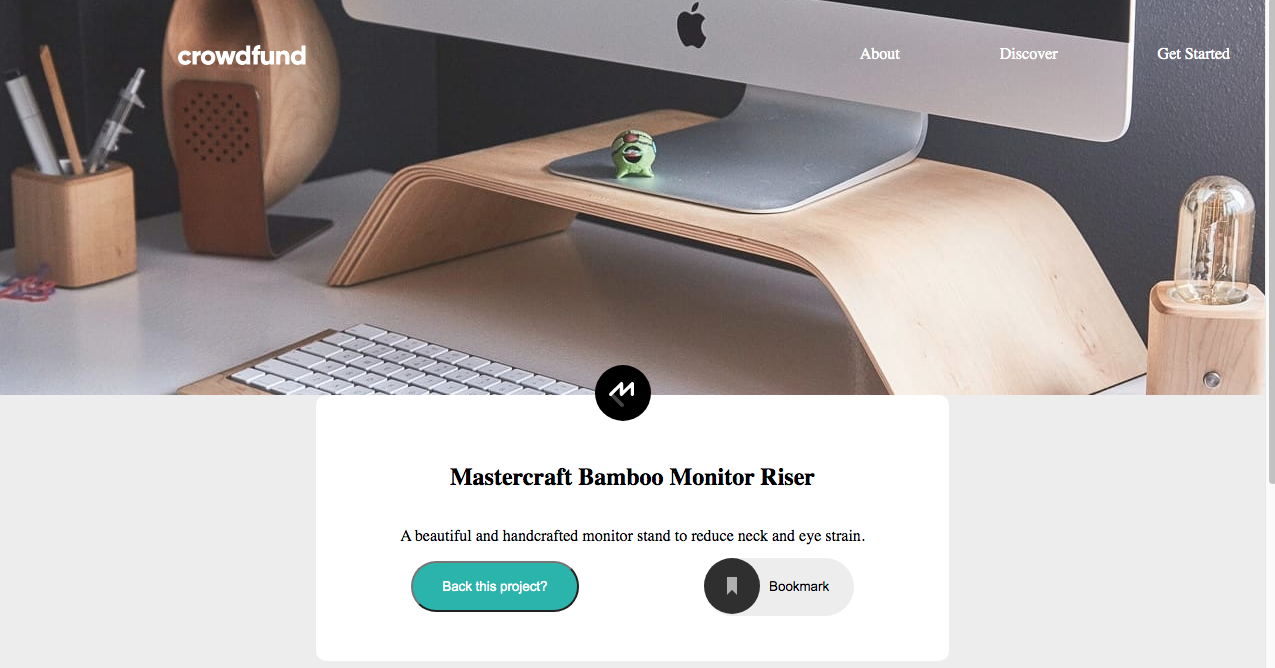 crowdfund
About
Discover
Get Started
Mastercraft Bamboo Monitor Riser
A beautiful and handcrafted monitor stand to reduce neck and eye strain.
Back this project?
Bookmark